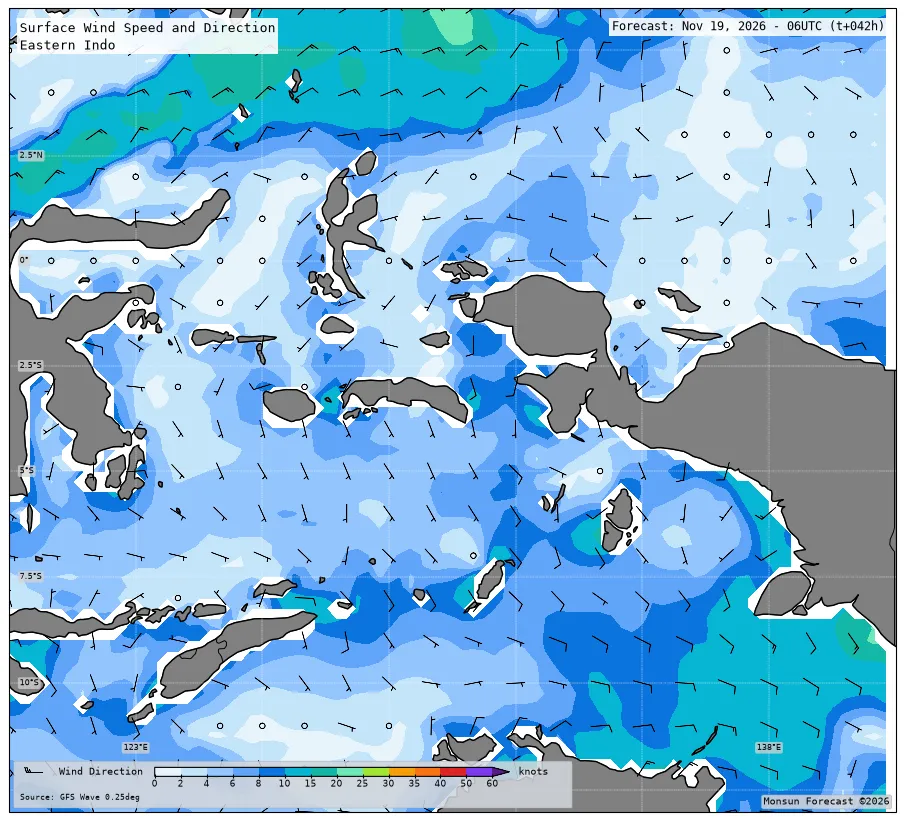 Surface Wind Speed and Direction
Eastern Indo
Forecast: Nov 19, 2026 - 06UTC (t+042h)
2.5°N
0°
2.5°S
5°S
7.5°S
10°S
123°E
138°E
Wind Direction
0 2 4 6 8 10 15 20 25 30 35 40 50 60
knots
Source: GFS Wave 0.25deg
Monsun Forecast ©2026